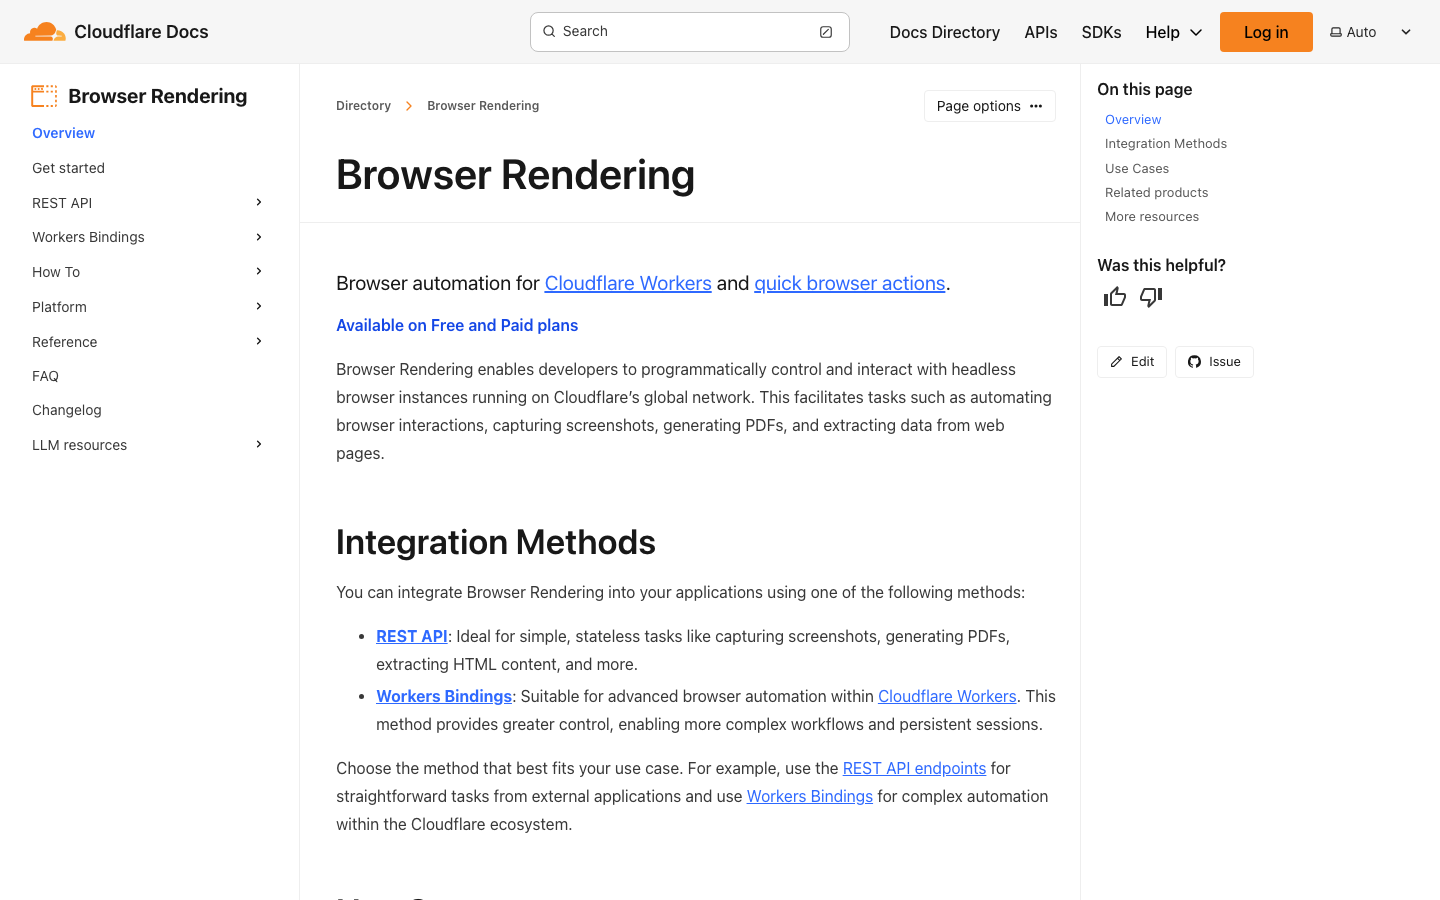 Cloudflare Docs
Search
Docs Directory
APIs
SDKs
Help
Log in
Auto
Browser Rendering
Overview
Get started
REST API
Workers Bindings
How To
Platform
Reference
FAQ
Changelog
LLM resources
Directory
Browser Rendering
Page options
Browser Rendering
Browser automation for Cloudflare Workers and quick browser actions.
Available on Free and Paid plans
Browser Rendering enables developers to programmatically control and interact with headless
browser instances running on Cloudflare’s global network. This facilitates tasks such as automating
browser interactions, capturing screenshots, generating PDFs, and extracting data from web
pages.
Integration Methods
You can integrate Browser Rendering into your applications using one of the following methods:
• REST API: Ideal for simple, stateless tasks like capturing screenshots, generating PDFs,
extracting HTML content, and more.
• Workers Bindings: Suitable for advanced browser automation within Cloudflare Workers. This
method provides greater control, enabling more complex workflows and persistent sessions.
Choose the method that best fits your use case. For example, use the REST API endpoints for
straightforward tasks from external applications and use Workers Bindings for complex automation
within the Cloudflare ecosystem.
On this page
Overview
Integration Methods
Use Cases
Related products
More resources
Was this helpful?
Edit
Issue